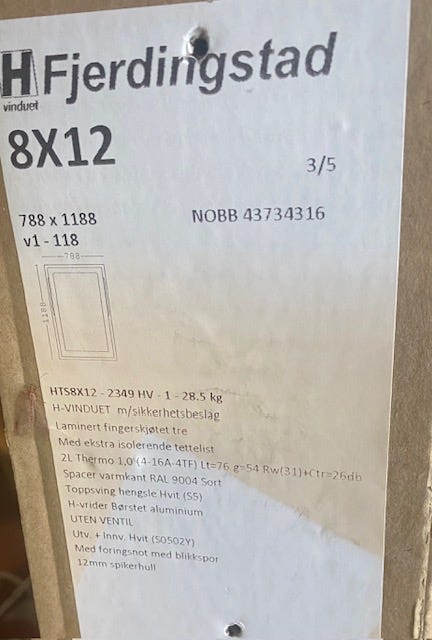 H Fjerdingstad
vinduet
8X12
3/5
788 x 1188
NOBB 43734316
v1 - 118
788
1188
HTS8X12 - 2349 HV - 1 - 28.5 kg
H-VINDUET m/sikkerhetsbeslag
Laminert fingerskjøtet tre
Med ekstra isolerende tettelist
2L Thermo 1,0 (4-16A-4TF) Lt=76 g=54 Rw(31)+Ctr=26db
Spacer varmkant RAL 9004 Sort
Toppsving hengsle Hvit (S5)
H-vrider Børstet aluminium
UTEN VENTIL
Utv. + Innv. Hvit (S0502Y)
Med foringsnot med blikkspor
12mm spikerhull